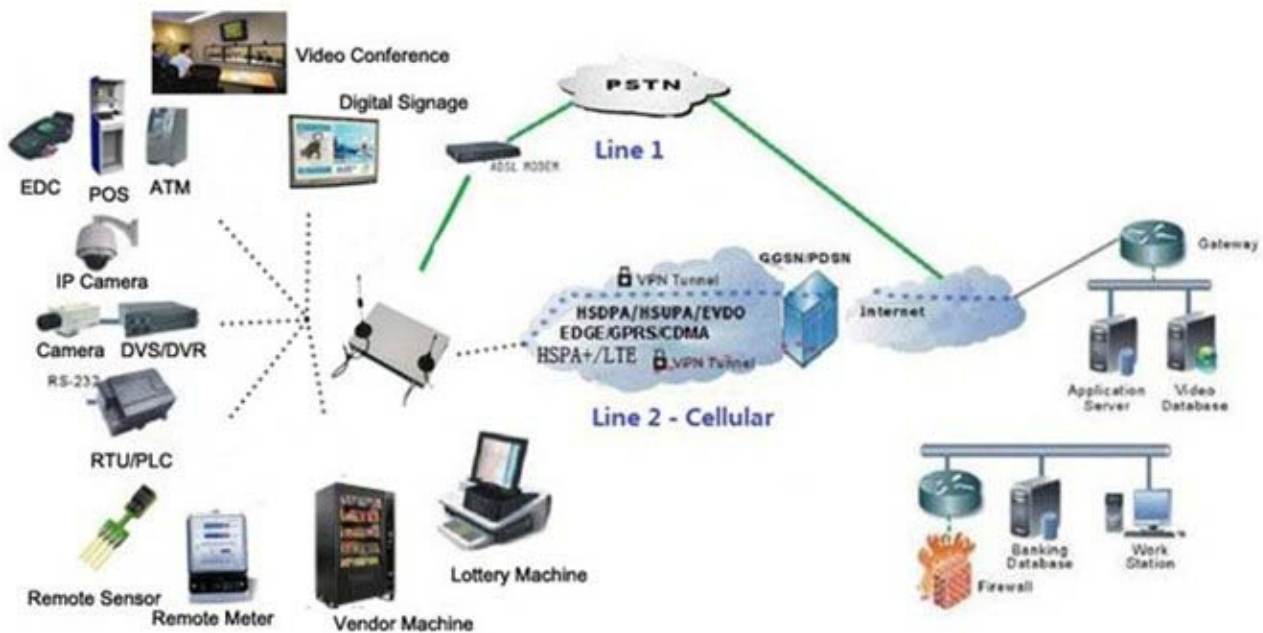 Video Conference
Digital Signage
EDC
POS
ATM
IP Camera
Camera
DVS/DVR
RS-232
RTU/PLC
Remote Sensor
Remote Meter
Vendor Machine
Lottery Machine
PSTN
Line 1
ADSL MODEM
GGSN/PDSN
VPN Tunnel
HSDPA/HSUPA/EVDO
EDGE/GPRS/CDMA
HSPA+/LTE
VPN Tunnel
Line 2 - Cellular
Internet
Gateway
Application
Server
Video
Database
Banking
Database
Work
Station
Firewall